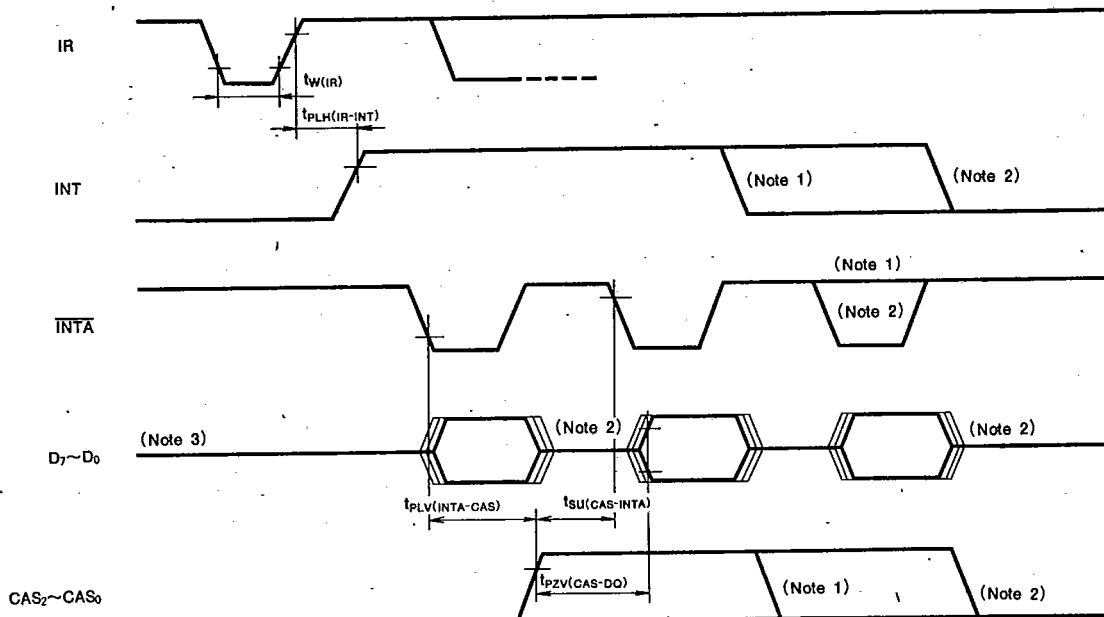 IR
tW(IR)
tPLH(IR-INT)
INT
(Note 1)
(Note 2)
(Note 1)
INTA
(Note 2)
(Note 3)
(Note 2)
(Note 2)
D7~D0
tPLV(INTA-CAS)
tSU(CAS-INTA)
tPZV(CAS-DQ)
CAS2~CAS0
(Note 1)
(Note 2)